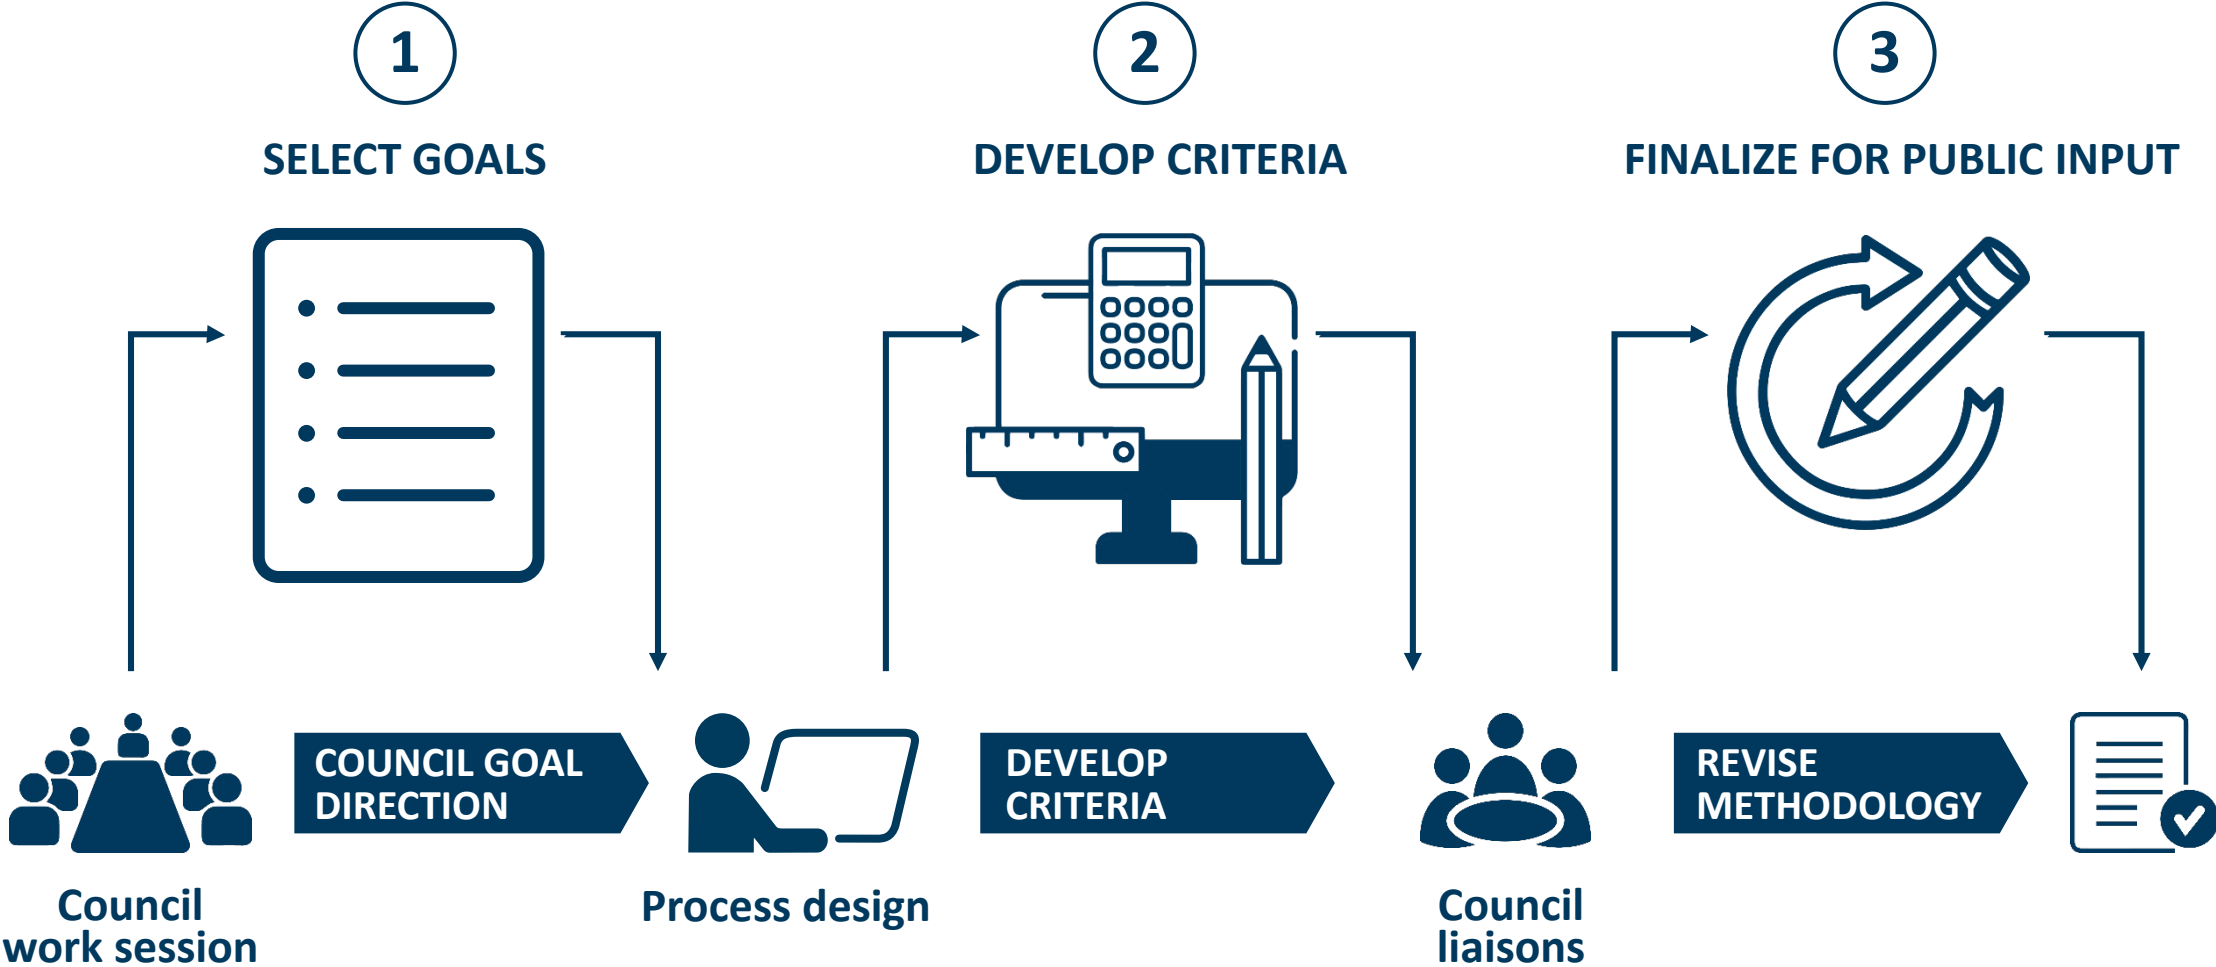 1
2
3
SELECT GOALS
DEVELOP CRITERIA
FINALIZE FOR PUBLIC INPUT
COUNCIL GOAL
DIRECTION
DEVELOP
CRITERIA
REVISE
METHODOLOGY
Council
work session
Process design
Council
liaisons